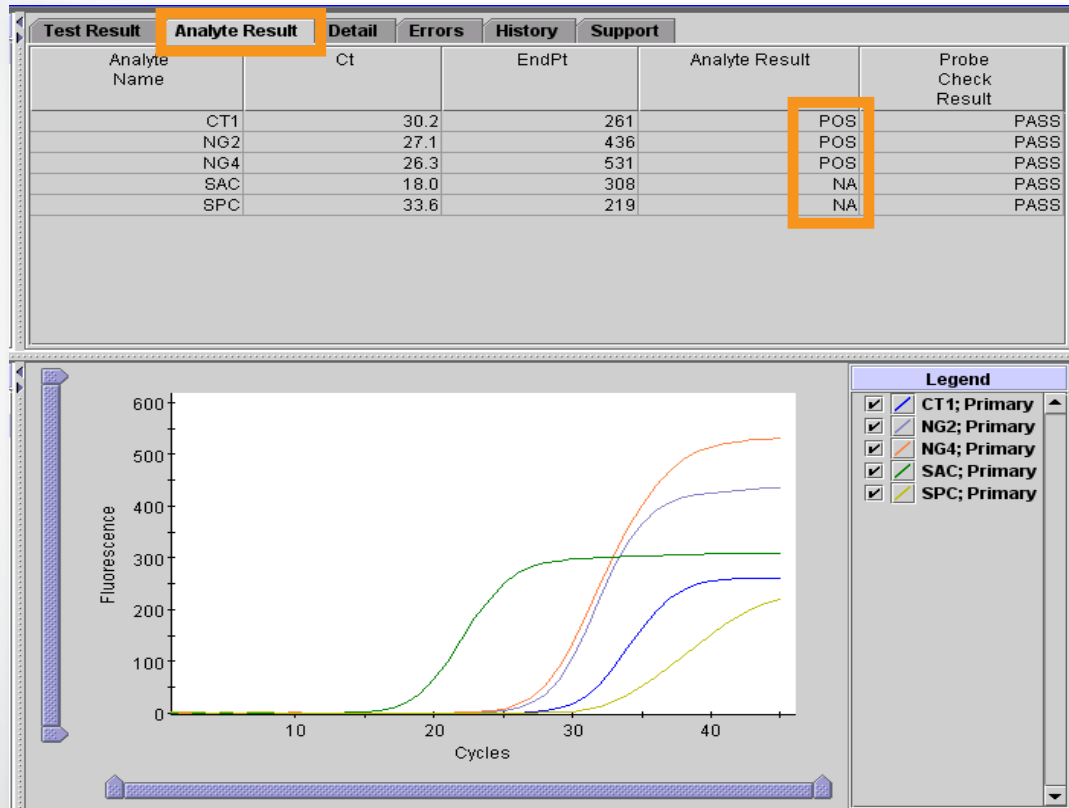 Test Result Analyte Result Detail Errors History Support
Analyte Name Ct EndPt Analyte Result Probe Check Result
CT1 30.2 261 POS PASS
NG2 27.1 436 POS PASS
NG4 26.3 531 POS PASS
SAC 18.0 308 NA PASS
SPC 33.6 219 NA PASS
600
500
400
300
200
100
0
Fluorescence
10 20 30 40
Cycles
Legend
CT1; Primary
NG2; Primary
NG4; Primary
SAC; Primary
SPC; Primary